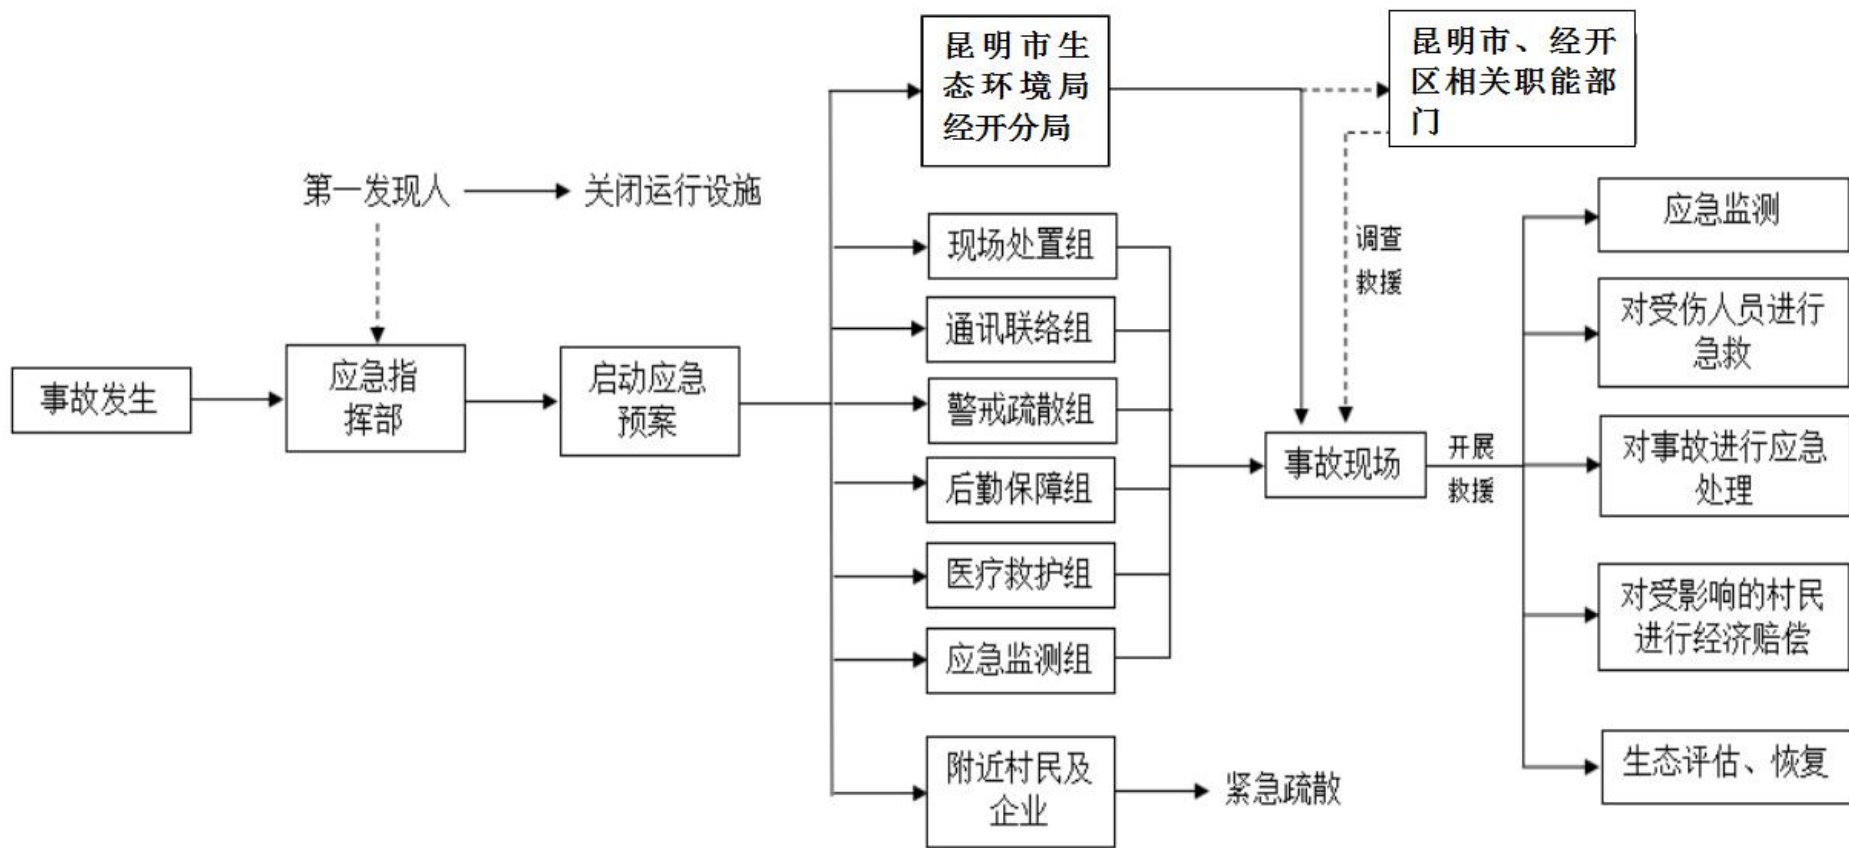 昆明市生
态环境局
经开分局
昆明市、经开
区相关职能部
门
第一发现人
关闭运行设施
现场处置组
通讯联络组
警戒疏散组
后勤保障组
医疗救护组
应急监测组
附近村民及
企业
紧急疏散
事故发生
应急指
挥部
启动应急
预案
调查
救援
事故现场
开展
救援
应急监测
对受伤人员进行
急救
对事故进行应急
处理
对受影响的村民
进行经济赔偿
生态评估、恢复